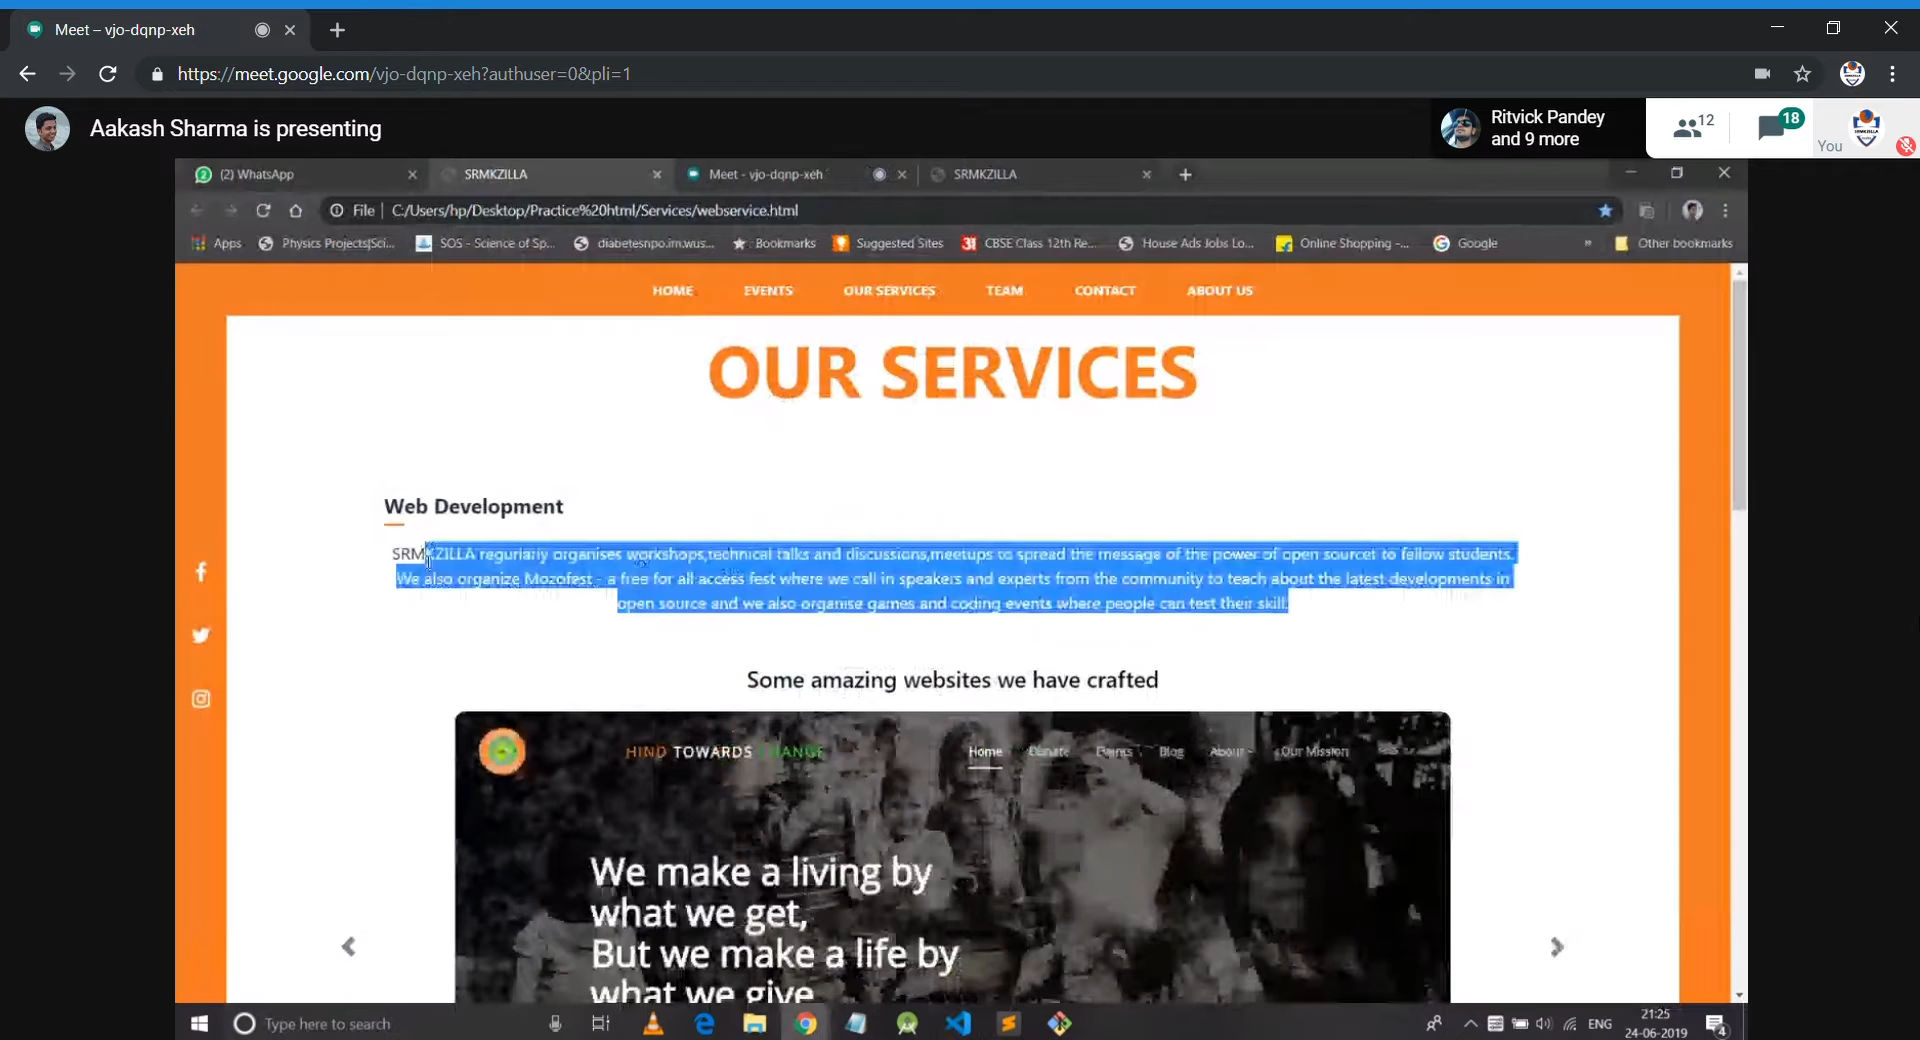 Meet – vjo-dqnp-xeh
https://meet.google.com/vjo-dqnp-xeh?authuser=0&pli=1
Aakash Sharma is presenting
Ritvick Pandey
and 9 more
12
18
You
(2) WhatsApp
SRMKZILLA
Meet - vjo-dqnp-xeh
SRMKZILLA
File | C:/Users/hp/Desktop/Practice%20html/Services/webservice.html
Apps
Physics Projects|Sci...
SOS - Science of Sp...
diabetesnpo.im.wus...
Bookmarks
Suggested Sites
CBSE Class 12th Re...
House Ads Jobs Lo...
Online Shopping -...
Google
»
Other bookmarks
HOME EVENTS OUR SERVICES TEAM CONTACT ABOUT US
OUR SERVICES
Web Development
SRMKZILLA regurlarly organises workshops,technical talks and discussions,meetups to spread the message of the power of open sourcet to fellow students.
We also organize Mozofest - a free for all access fest where we call in speakers and experts from the community to teach about the latest developments in
open source and we also organise games and coding events where people can test their skill.
Some amazing websites we have crafted
HIND TOWARDS CHANGE
Home Donate Events Blog About Our Mission
We make a living by
what we get,
But we make a life by
what we give
Type here to search
ENG
21:25
24-06-2019
4